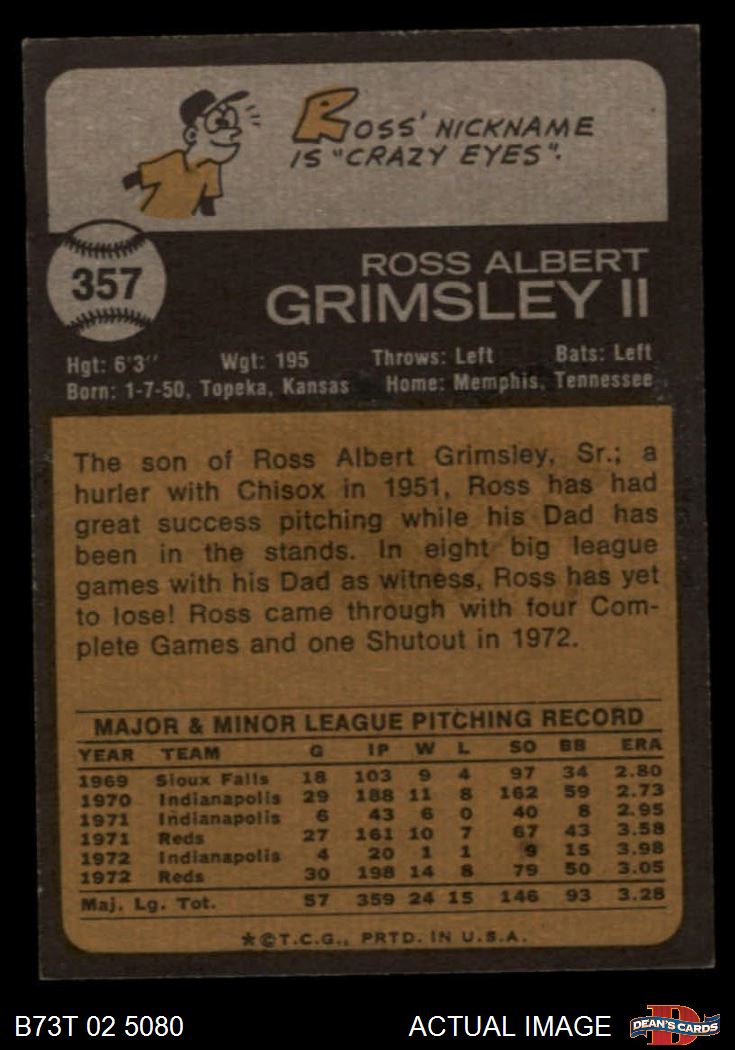 ROSS' NICKNAME
IS "CRAZY EYES".
357
ROSS ALBERT
GRIMSLEY II
Hgt: 6'3" Wgt: 195 Throws: Left Bats: Left
Born: 1-7-50, Topeka, Kansas Home: Memphis, Tennessee
The son of Ross Albert Grimsley, Sr.; a
hurler with Chisox in 1951, Ross has had
great success pitching while his Dad has
been in the stands. In eight big league
games with his Dad as witness, Ross has yet
to lose! Ross came through with four Com-
plete Games and one Shutout in 1972.
MAJOR & MINOR LEAGUE PITCHING RECORD
YEAR TEAM G IP W L SO BB ERA
1969 Sioux Falls 18 103 9 4 97 34 2.80
1970 Indianapolis 29 188 11 8 162 59 2.73
1971 Indianapolis 6 43 6 0 40 8 2.95
1971 Reds 27 161 10 7 67 43 3.58
1972 Indianapolis 4 20 1 1 9 15 3.98
1972 Reds 30 198 14 8 79 50 3.05
Maj. Lg. Tot. 57 359 24 15 146 93 3.28
*©T.C.G., PRTD. IN U.S.A.
B73T 02 5080 ACTUAL IMAGE DEAN'S CARDS